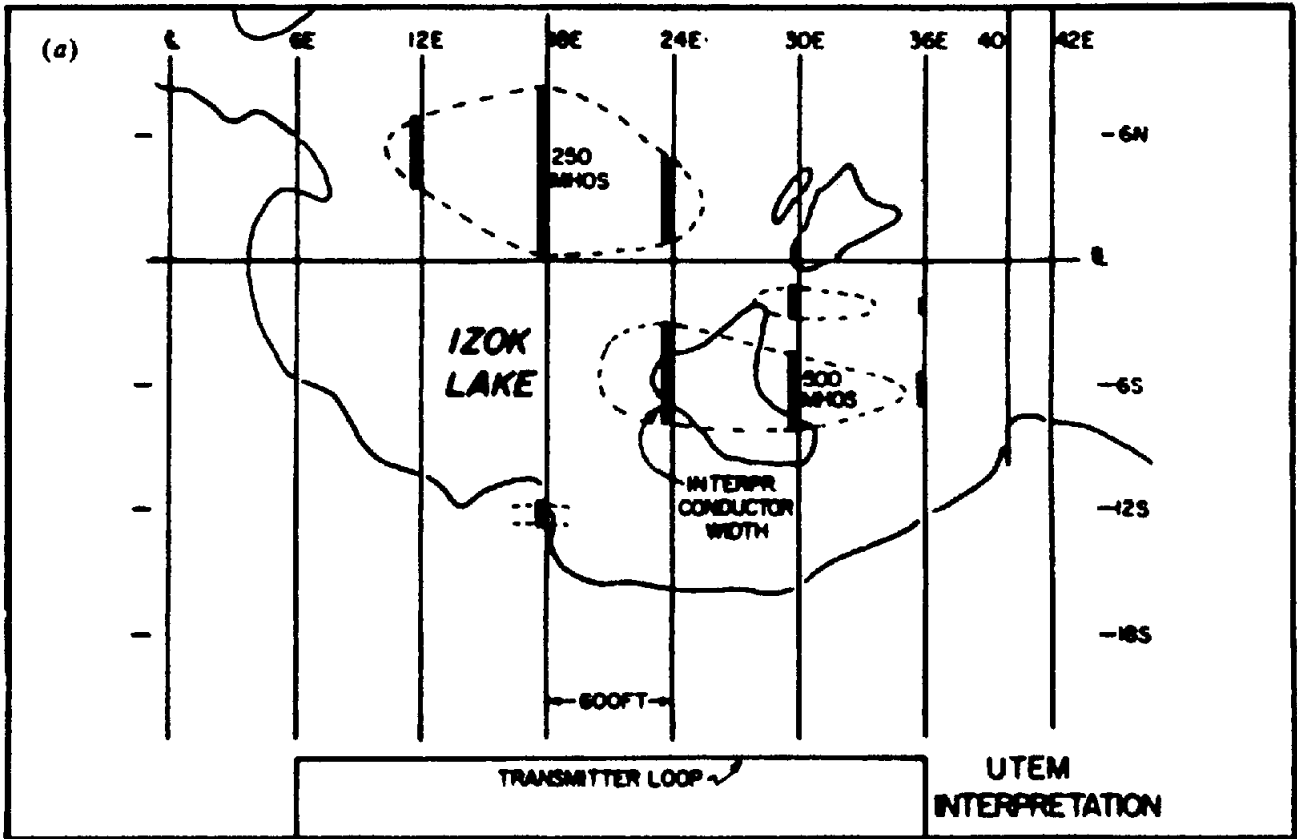 (a)
6E 12E 18E 24E 30E 36E 40 42E
6N
250
MHOS
IZOK
LAKE
6S
MHOS
INTERPR
CONDUCTOR
WIDTH
12S
18S
600FT
TRANSMITTER LOOP
UTEM
INTERPRETATION